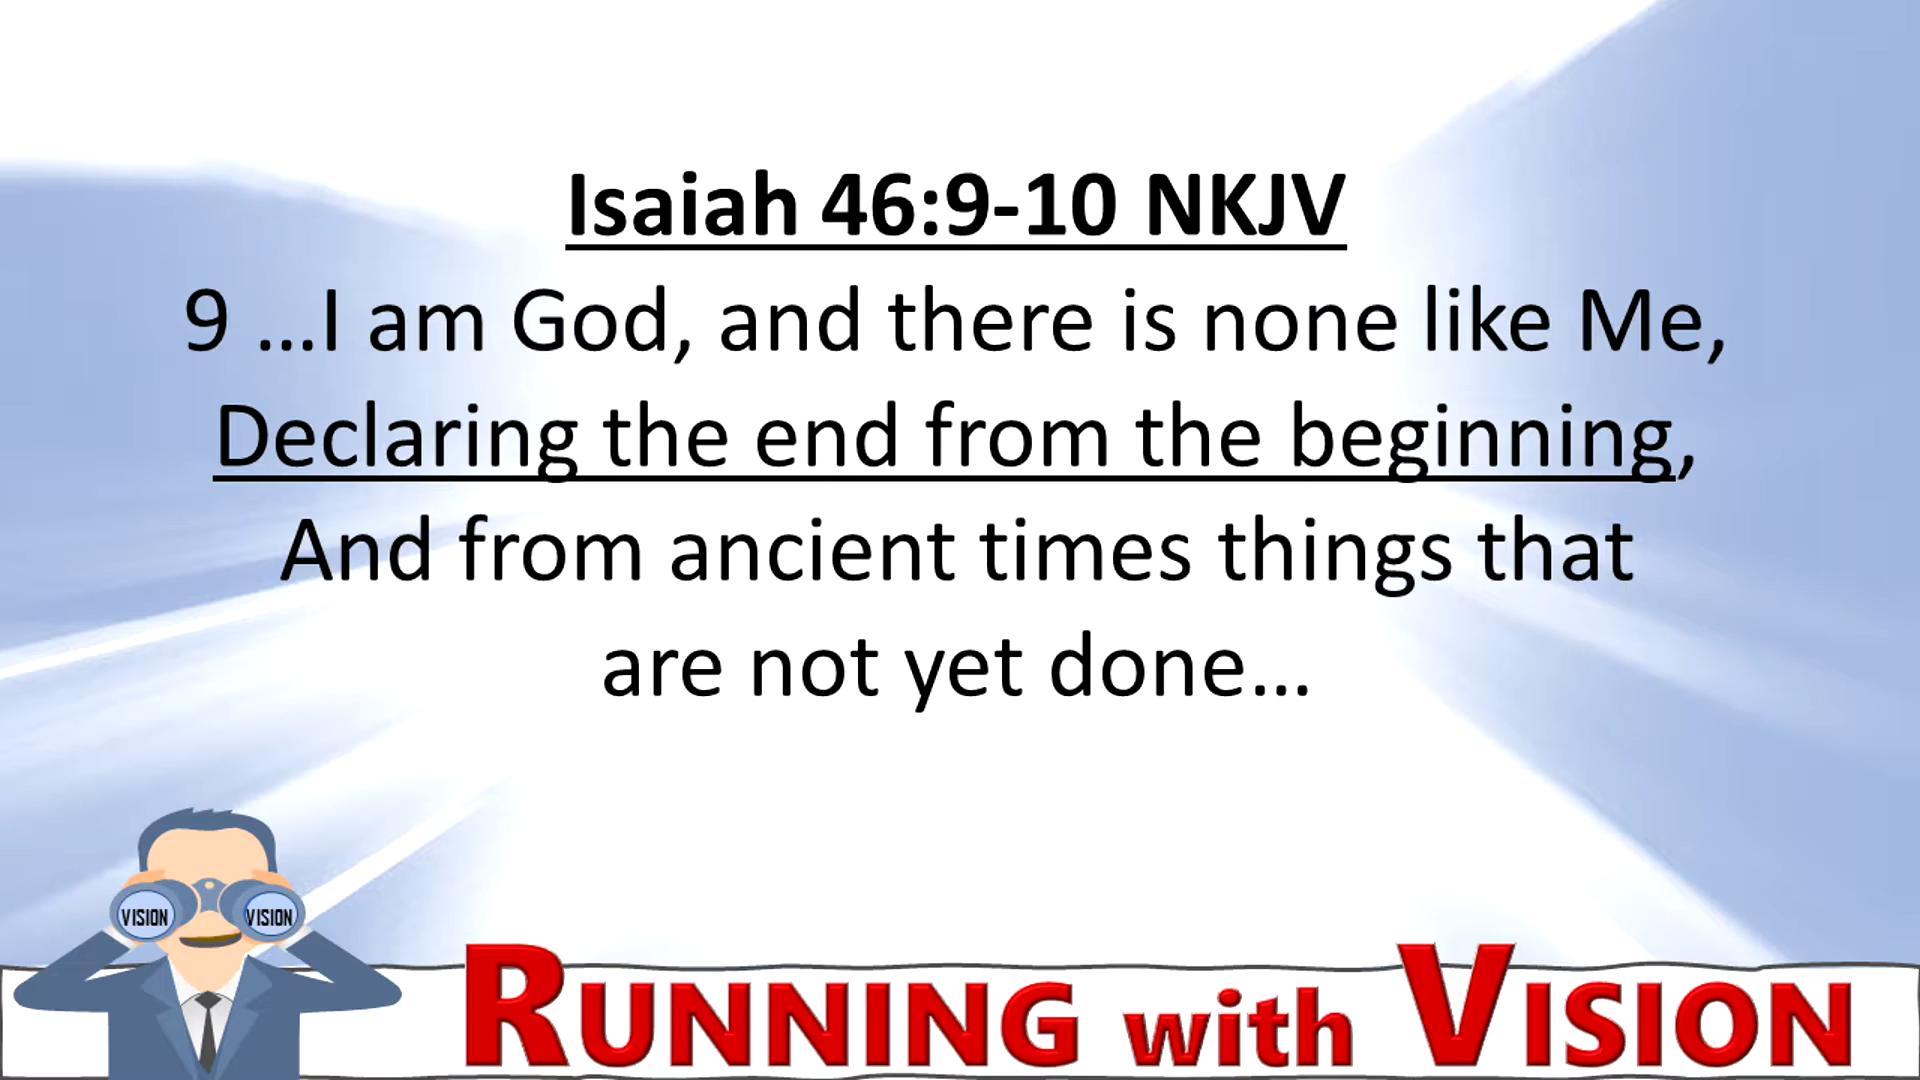 Isaiah 46:9-10 NKJV
9 ...I am God, and there is none like Me,
Declaring the end from the beginning,
And from ancient times things that
are not yet done...
VISION VISION
RUNNING with VISION